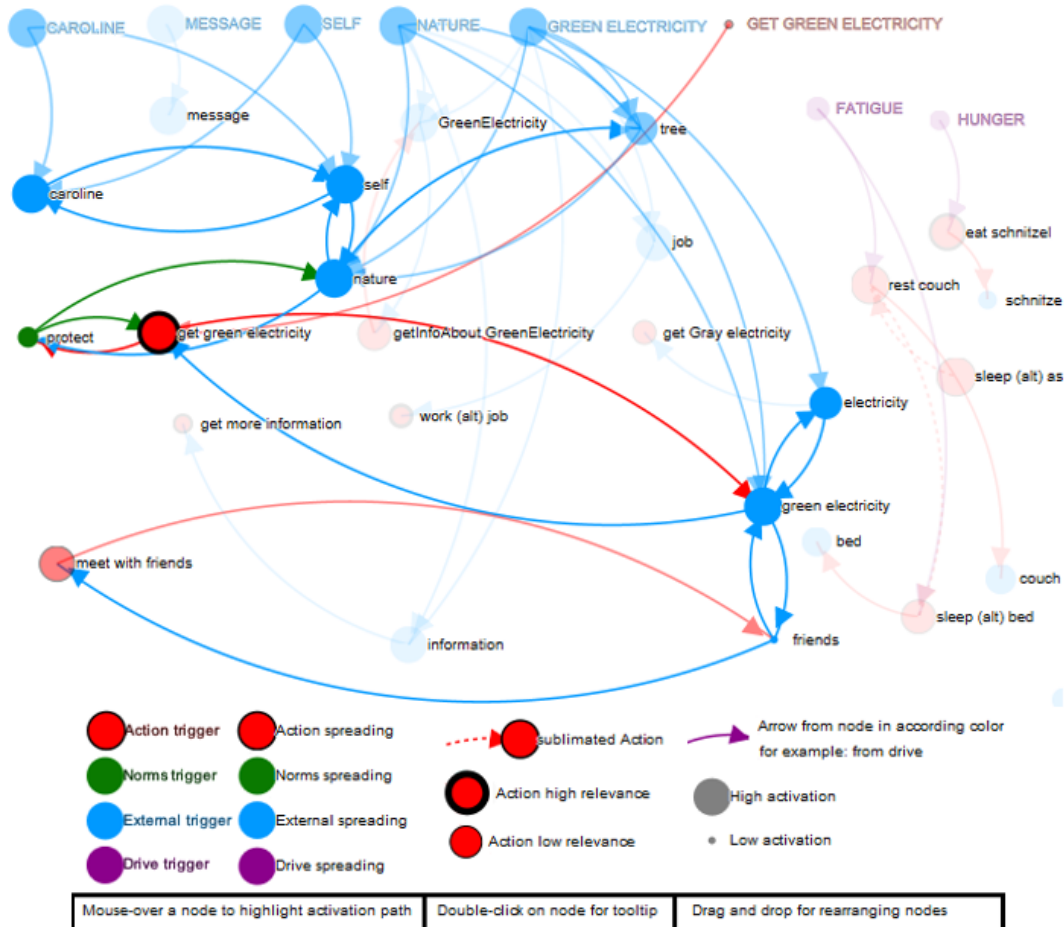 CAROLINE
MESSAGE
SELF
NATURE
GREEN ELECTRICITY
GET GREEN ELECTRICITY
FATIGUE
HUNGER
message
GreenElectricity
tree
caroline
self
job
eat schnitzel
nature
rest couch
schnitze
protect
get green electricity
getInfoAbout GreenElectricity
get Gray electricity
sleep (alt) as
get more information
work (alt) job
electricity
green electricity
bed
meet with friends
couch
information
friends
sleep (alt) bed
Action trigger
Action spreading
sublimated Action
Arrow from node in according color
for example: from drive
Norms trigger
Norms spreading
Action high relevance
High activation
External trigger
External spreading
Action low relevance
Low activation
Drive trigger
Drive spreading
Mouse-over a node to highlight activation path
Double-click on node for tooltip
Drag and drop for rearranging nodes